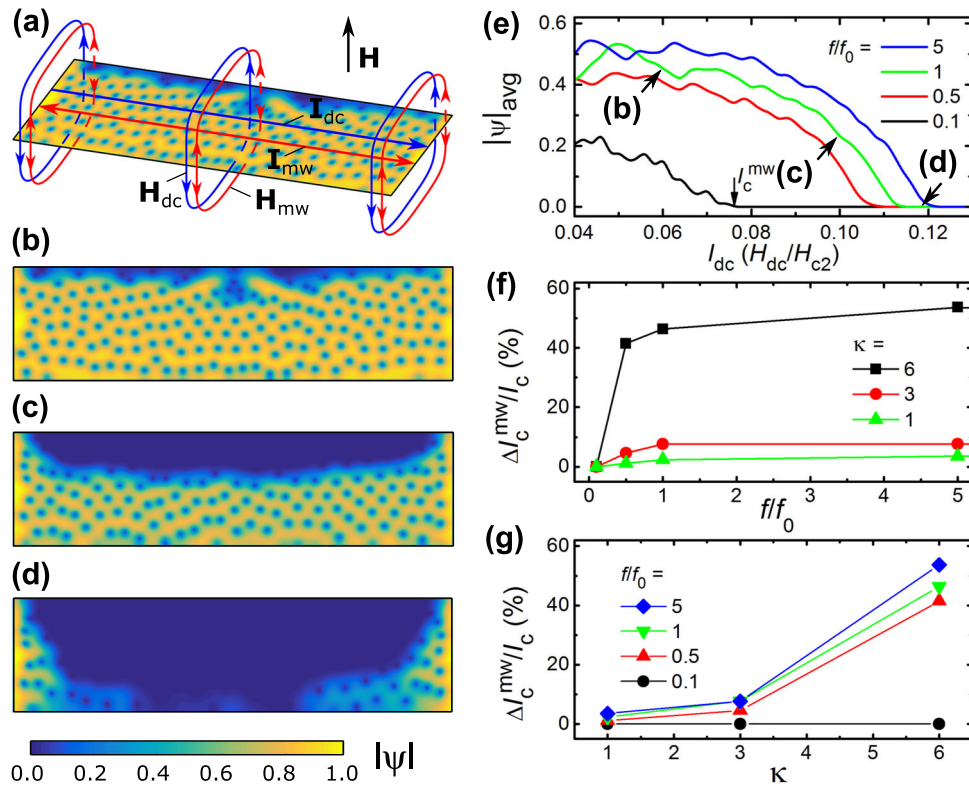 (a)
H
I_dc
I_mw
H_dc
H_mw
(b)
(c)
(d)
0.0 0.2 0.4 0.6 0.8 1.0
|ψ|
(e)
|ψ|avg
0.6
0.4
0.2
0.0
f/f₀ =
5
1
0.5
0.1
(b)
I_c^mw
(c)
(d)
0.04 0.06 0.08 0.10 0.12
I_dc (H_dc/H_c2)
(f)
ΔI_c^mw/I_c (%)
60
40
20
0
κ =
6
3
1
0 1 2 3 4 5
f/f₀
(g)
ΔI_c^mw/I_c (%)
60
40
20
0
f/f₀ =
5
1
0.5
0.1
1 2 3 4 5 6
κ